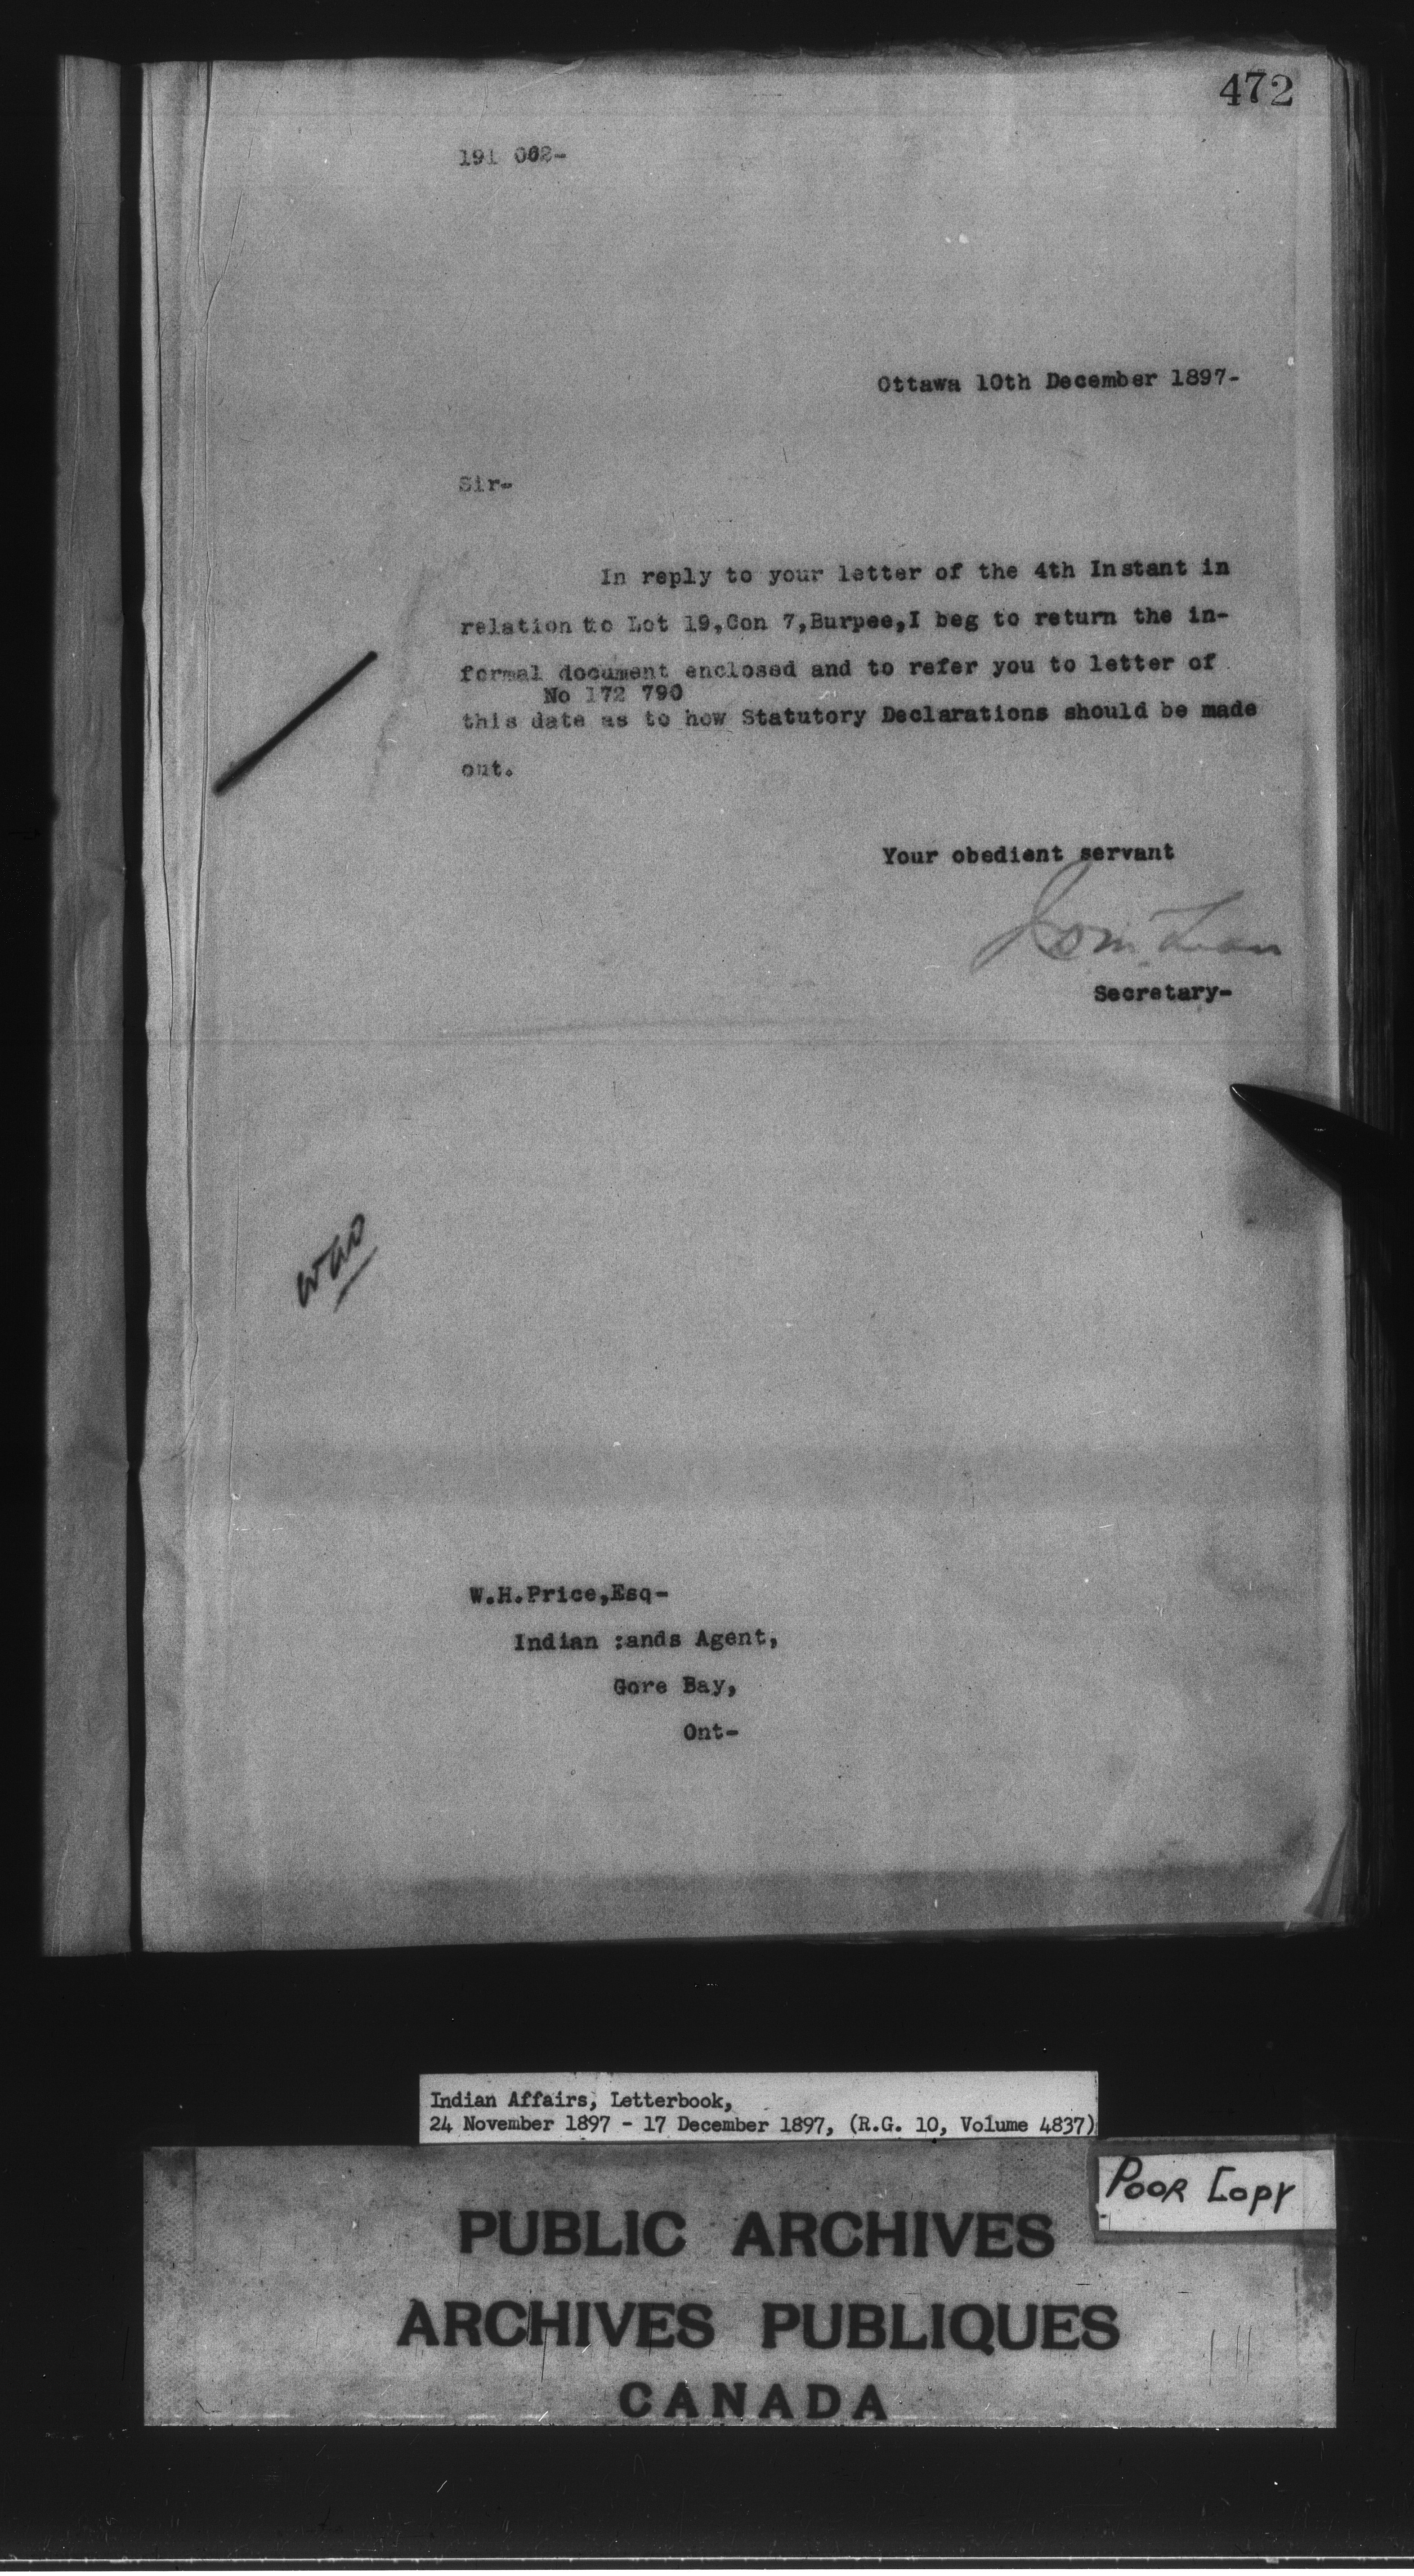 472
191 062-
Ottawa 10th December 1897-
Sir-
In reply to your letter of the 4th Instant in
relation to Lot 19,Con 7,Burpee,I beg to return the in-
formal document enclosed and to refer you to letter of
No 172 790
this date as to how Statutory Declarations should be made
out.
Your obedient servant
Secretary-
W.H.Price,Esq-
Indian :ands Agent,
Gore Bay,
Ont-
Indian Affairs, Letterbook,
24 November 1897 - 17 December 1897, (R.G. 10, Volume 4837)
POOR COPY
PUBLIC ARCHIVES
ARCHIVES PUBLIQUES
CANADA